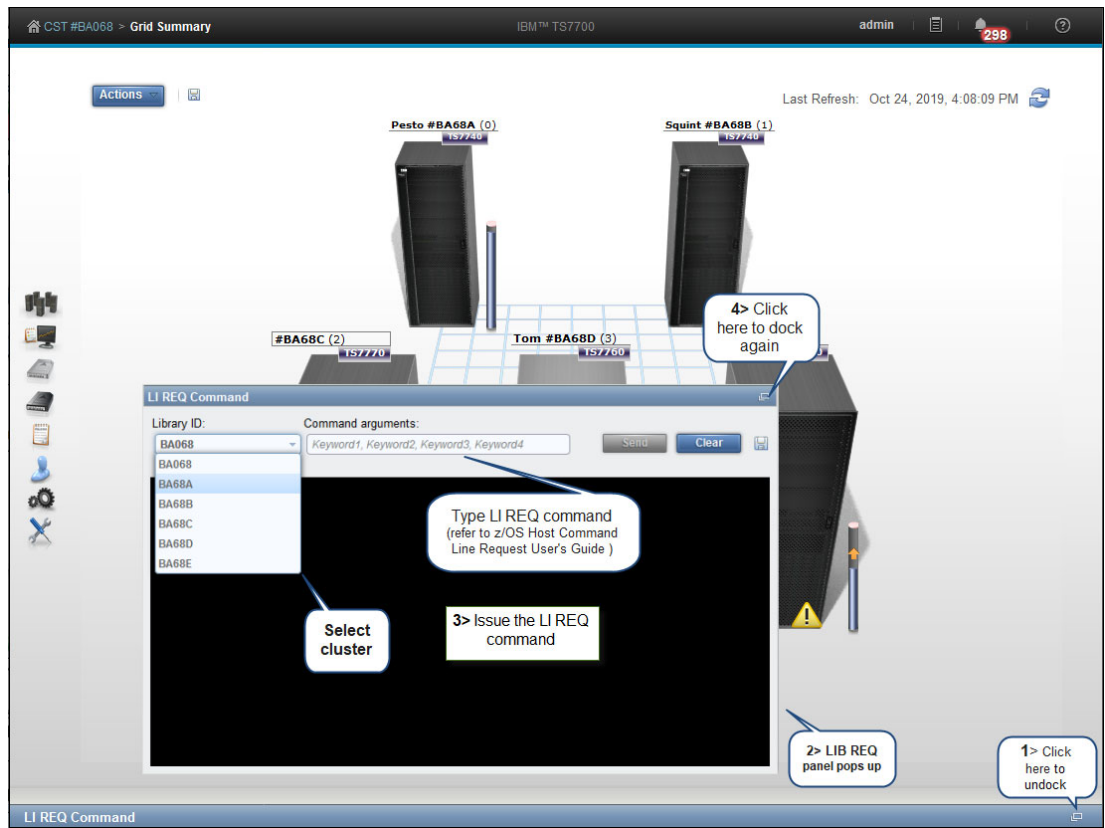 CST #BA068 > Grid Summary
IBM™ TS7700
admin
298
Actions
Last Refresh: Oct 24, 2019, 4:08:09 PM
Pesto #BA68A (0)
TS7740
Squint #BA68B (1)
TS7740
#BA68C (2)
TS7770
Tom #BA68D (3)
TS7760
4> Click
here to dock
again
LI REQ Command
Library ID:
Command arguments:
BA068
Keyword1, Keyword2, Keyword3, Keyword4
Send
Clear
BA068
BA68A
BA68B
BA68C
BA68D
BA68E
Type LI REQ command
(refer to z/OS Host Command
Line Request User's Guide )
Select
cluster
3> Issue the LI REQ
command
2> LIB REQ
panel pops up
1> Click
here to
undock
LI REQ Command